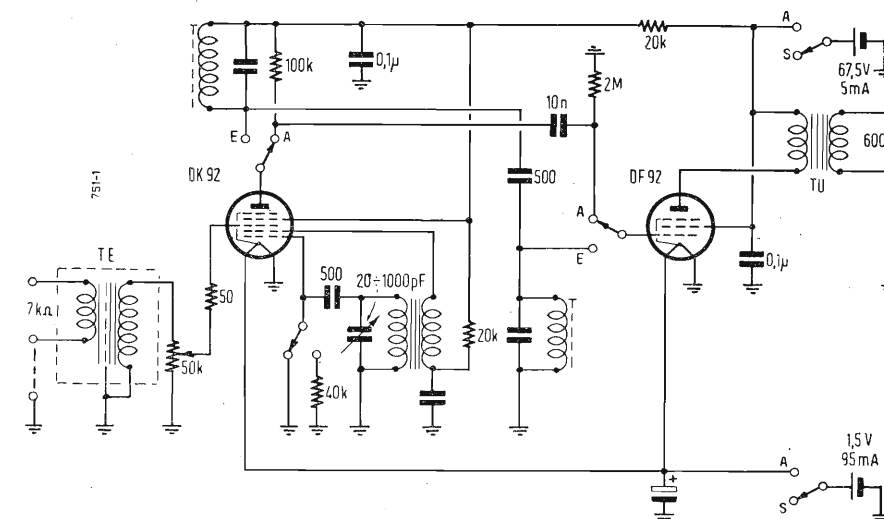 A
S
67,5V
5mA
20k
100k
0,1µ
2M
10n
E
A
DK 92
751-1
500
DF 92
A
E
TU
600
0,1µ
TE
7kΩ
50
50k
500
20÷1000pF
40k
20k
T
T
+
A
S
1,5 V
95mA